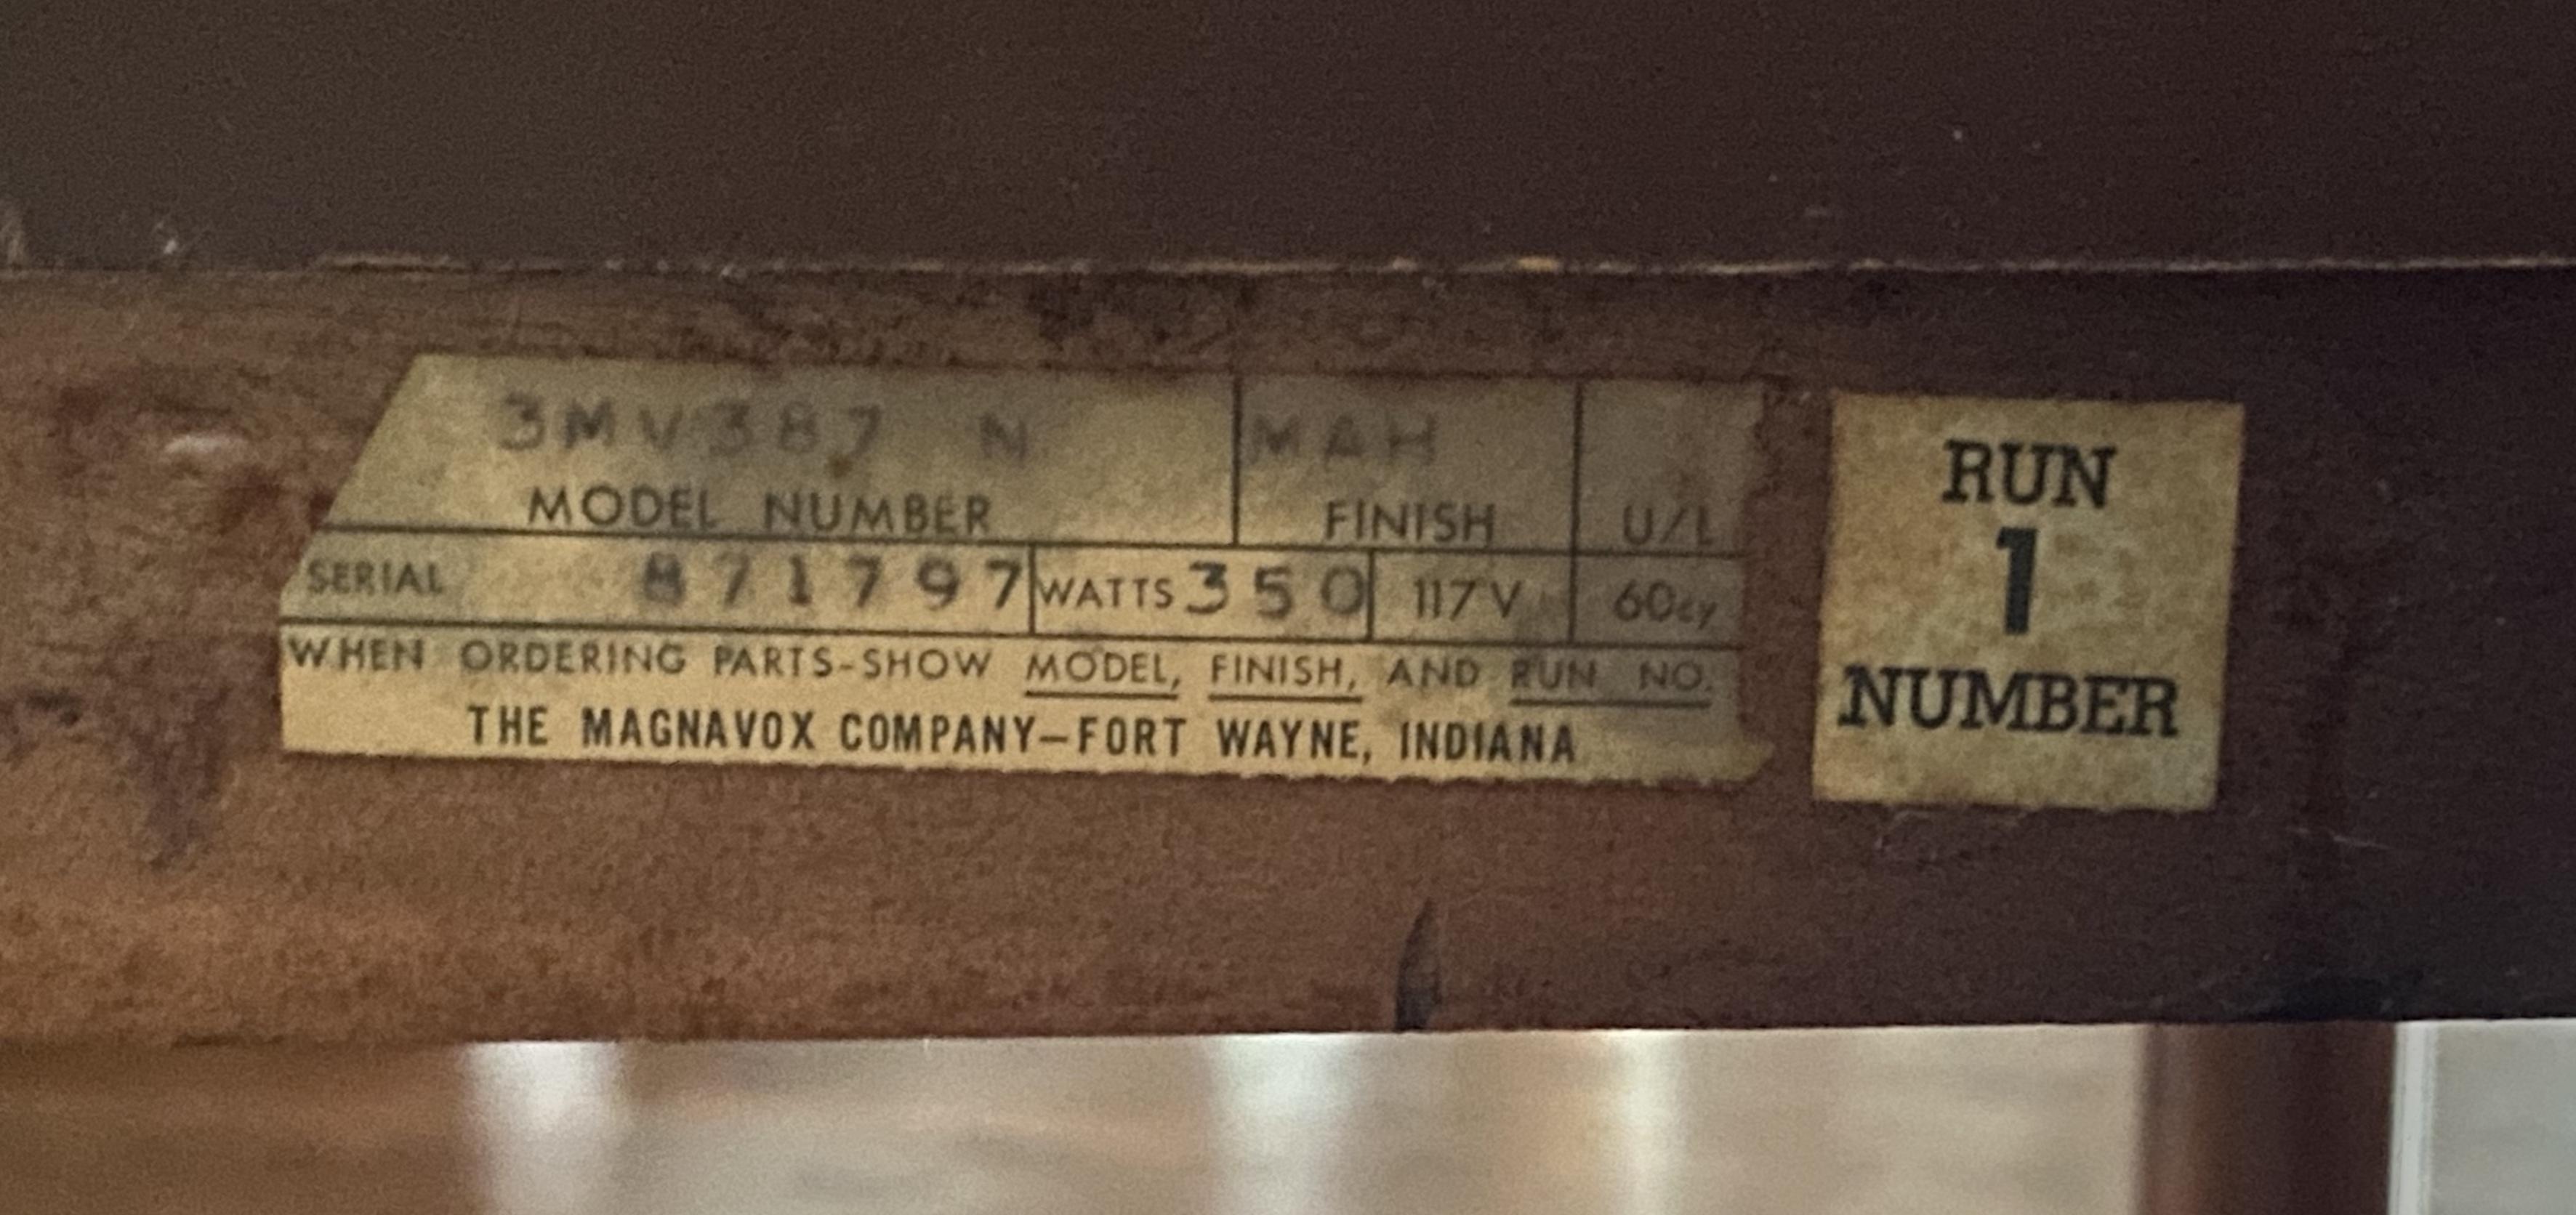 3MV387 N MAH
MODEL NUMBER FINISH U/L
SERIAL 871797 WATTS 350 117V 60cy
WHEN ORDERING PARTS-SHOW MODEL, FINISH, AND RUN NO.
THE MAGNAVOX COMPANY—FORT WAYNE, INDIANA
RUN
1
NUMBER